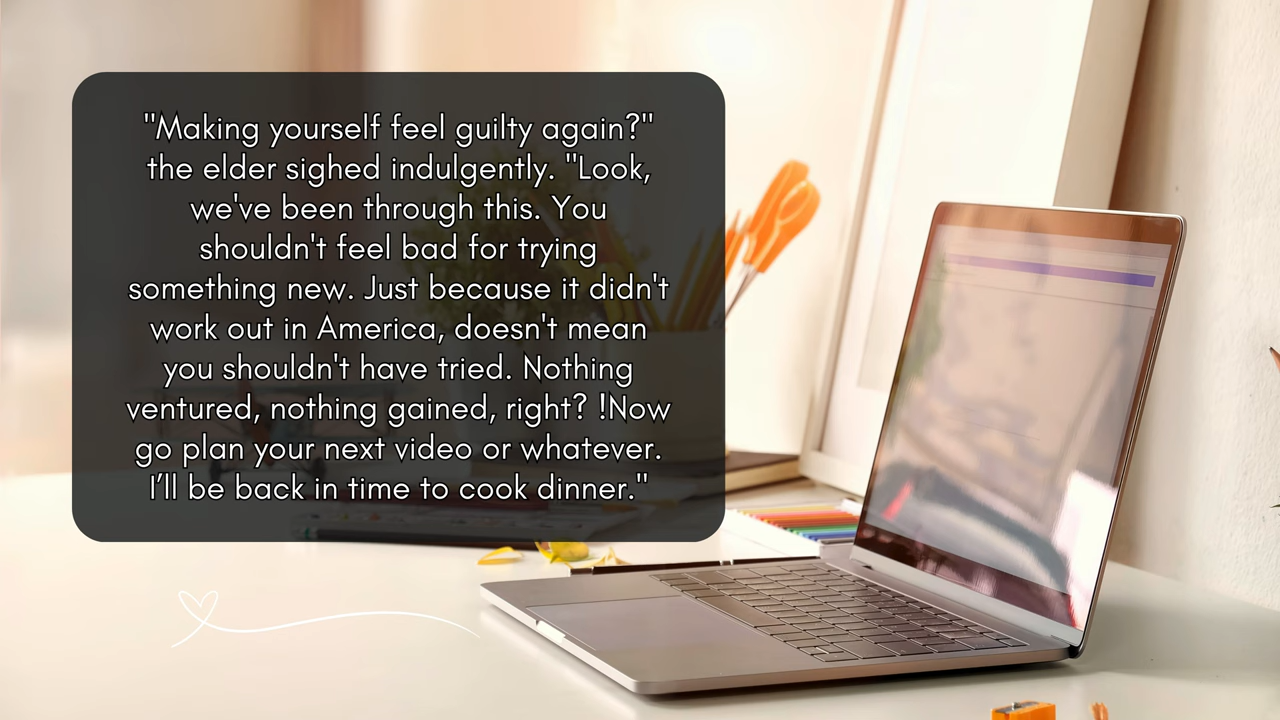 "Making yourself feel guilty again?"
the elder sighed indulgently. "Look,
we've been through this. You
shouldn't feel bad for trying
something new. Just because it didn't
work out in America, doesn't mean
you shouldn't have tried. Nothing
ventured, nothing gained, right? !Now
go plan your next video or whatever.
I’ll be back in time to cook dinner."